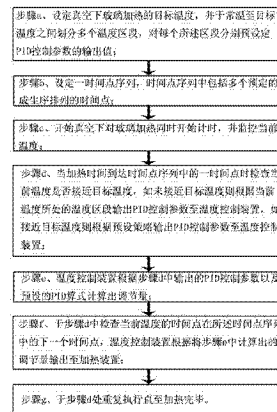 步骤a、设定真空下玻璃加热的目标温度，并于常温至目标
温度之间划分多个温度区段，对每个所述区段分别预设定
PID控制参数的输出值；
步骤b、设定一时间点序列，时间点序列中包括多个预定的
成生序排列的时间点；
步骤c、开始真空下对玻璃加热同时开始计时，并监控当前
温度；
步骤d、当加热时间到达时间点序列中的一时间点时检查当
前温度是否接近目标温度，如未接近目标温度则根据当前
温度所处的温度区段输出PID控制参数至温度控制装置，如
接近目标温度则根据预设策略输出PID控制参数至温度控制
装置；
步骤e、温度控制装置根据步骤d中输出的PID控制参数以及
预设的PID算式计算出调节量；
步骤f、于步骤d中检查当前温度的时间点在所述时间点序列
中的下一个时间点，温度控制装置根据将步骤e中计算出的
调节量输出至加热装置；
步骤g、于步骤d处重复执行直至加热完毕。